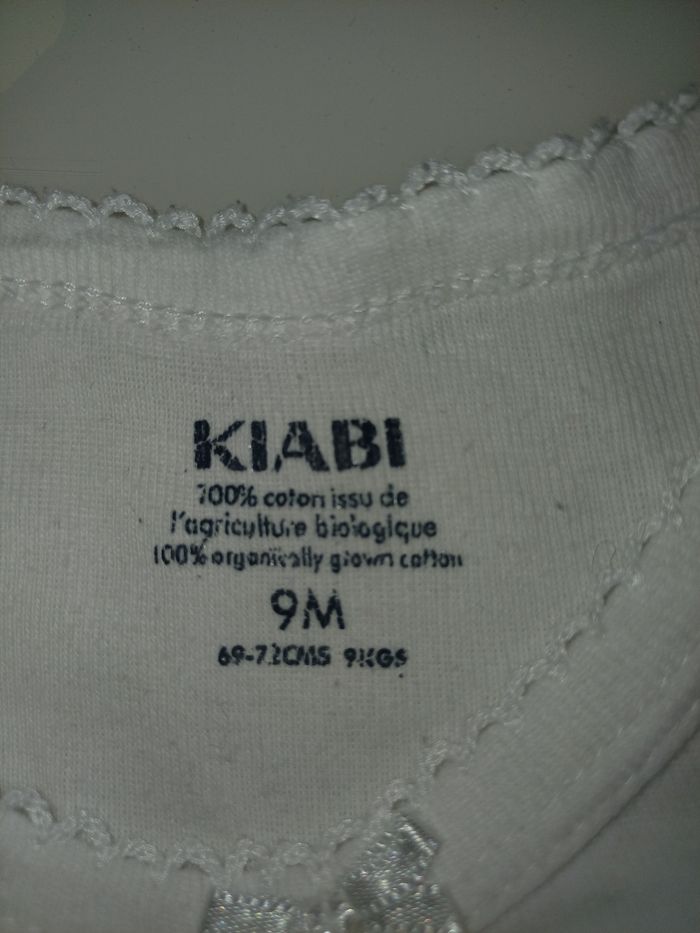 KIABI
100% coton issu de
l'agriculture biologique
100% organically grown cotton
9M
69-72CMS 9KGS